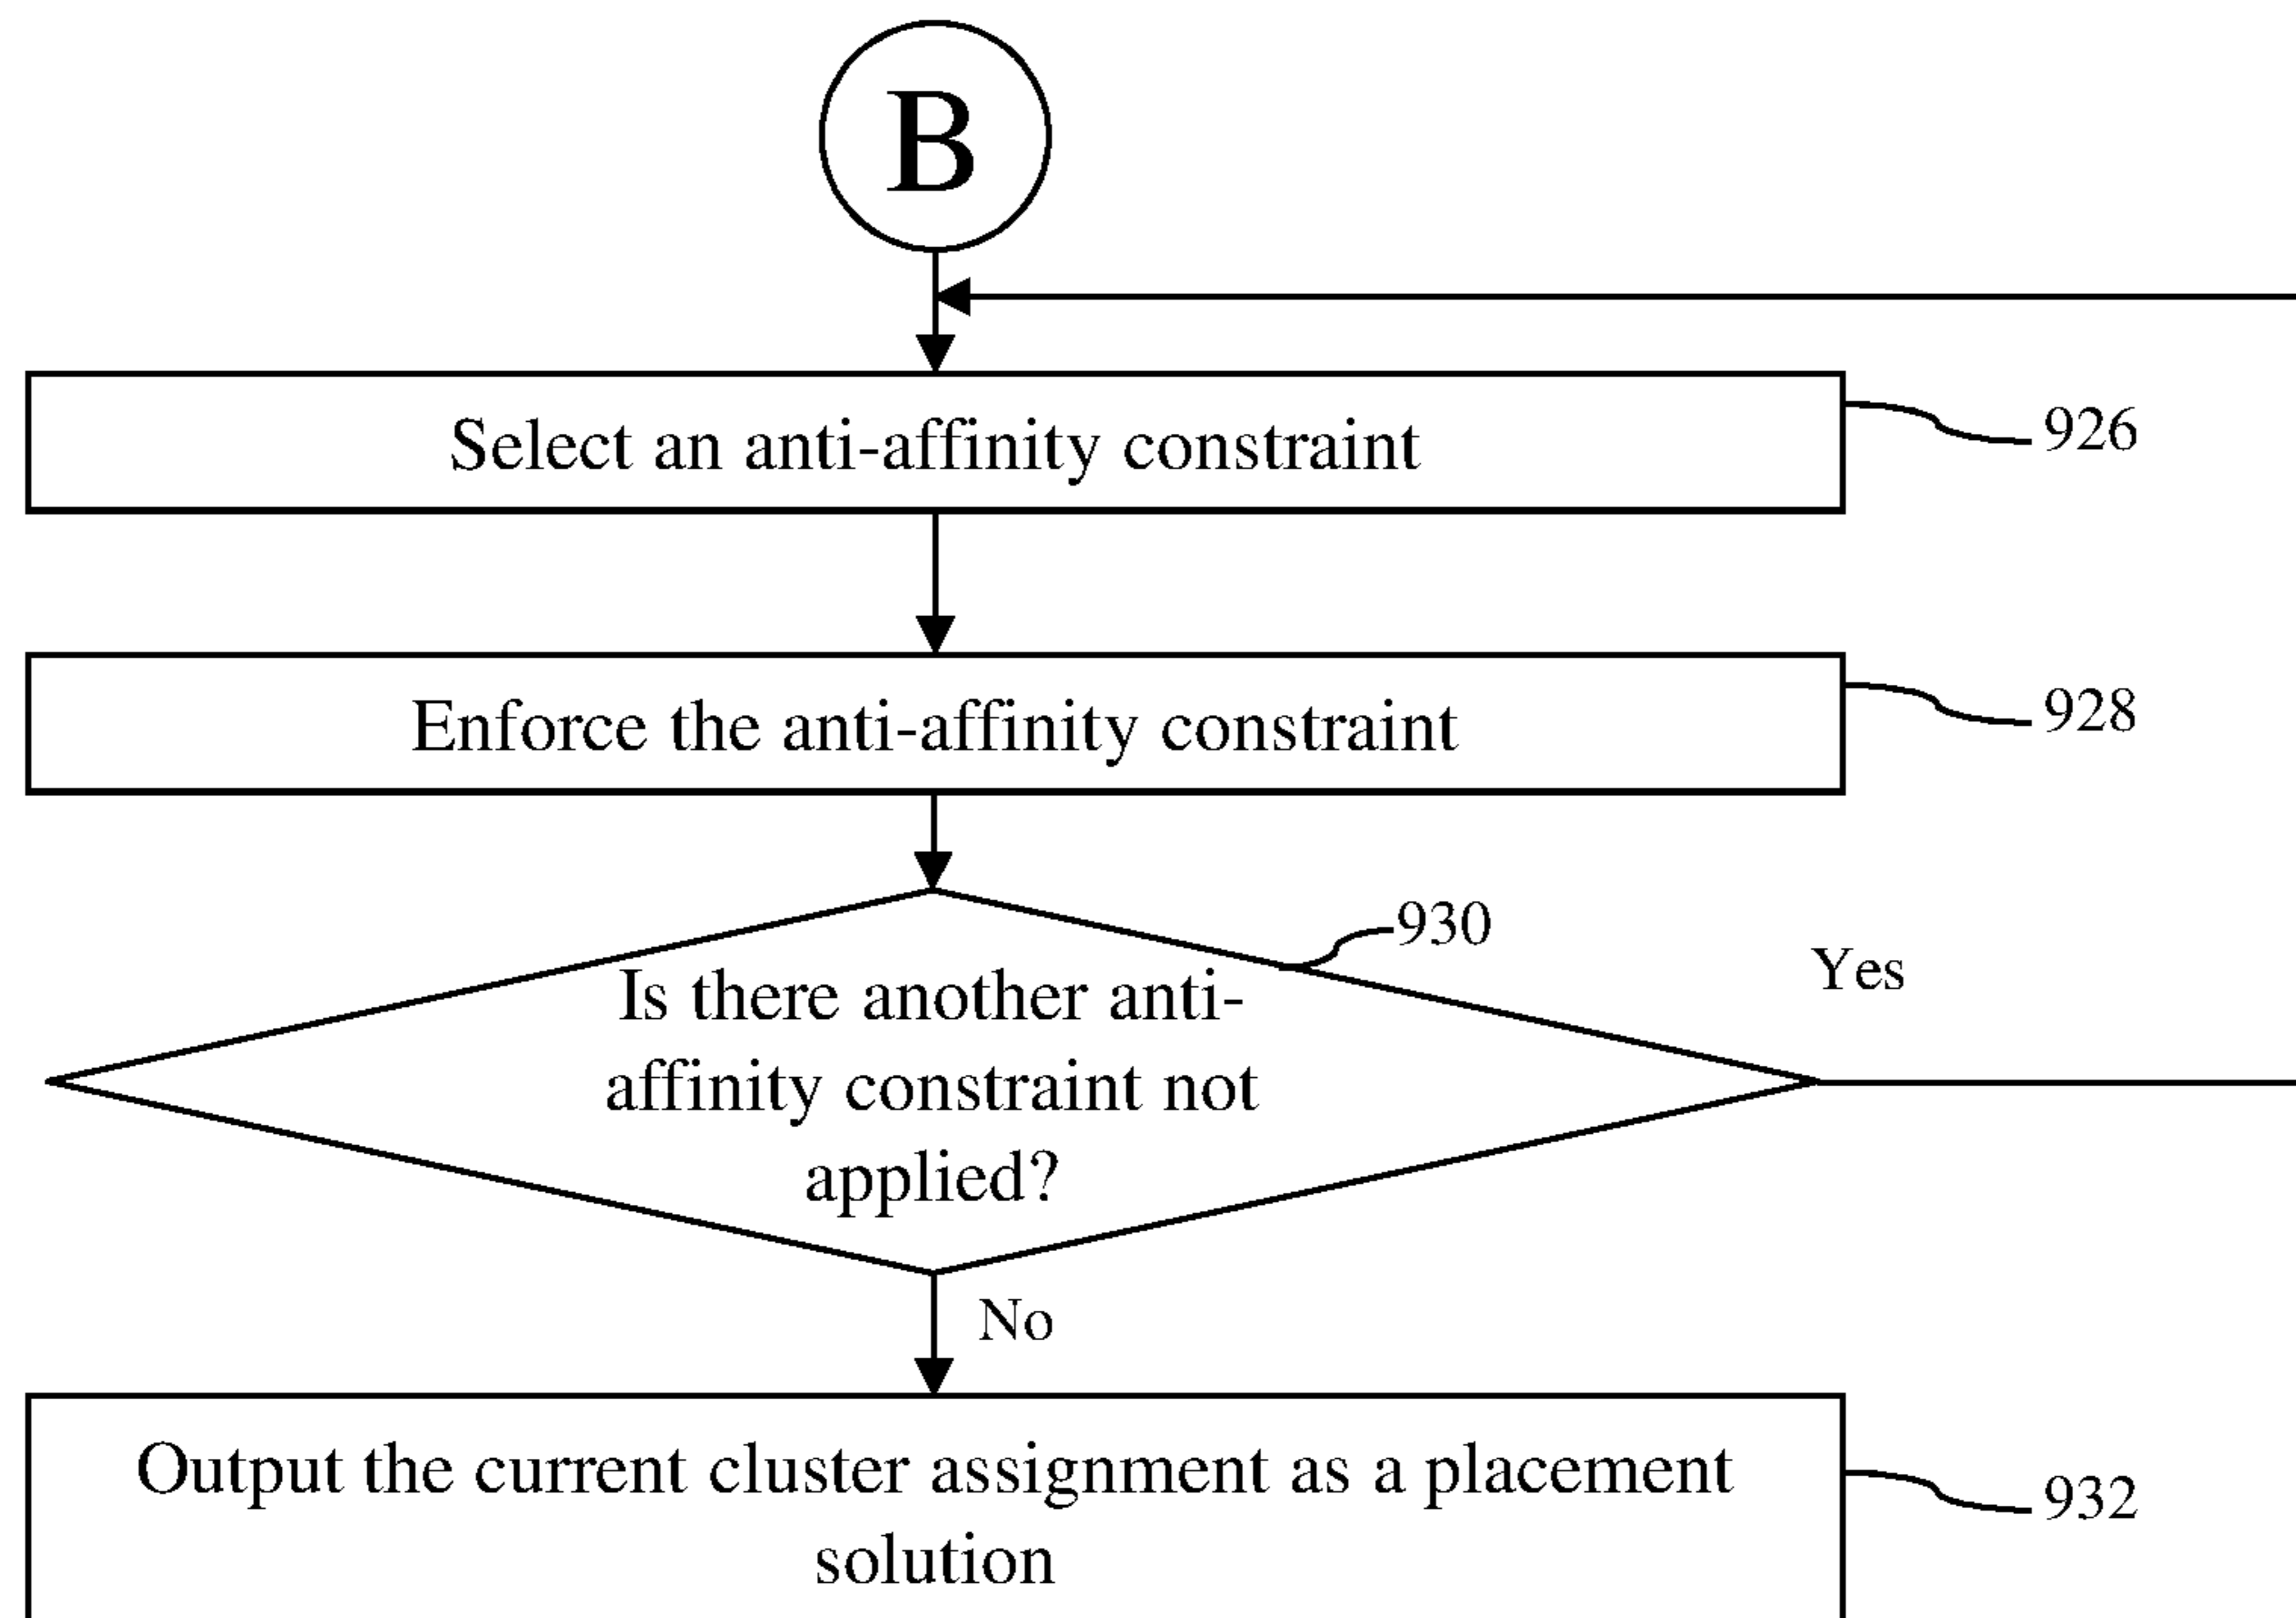 B
Select an anti-affinity constraint
926
Enforce the anti-affinity constraint
928
930
Is there another anti-
affinity constraint not
applied?
Yes
No
Output the current cluster assignment as a placement
solution
932